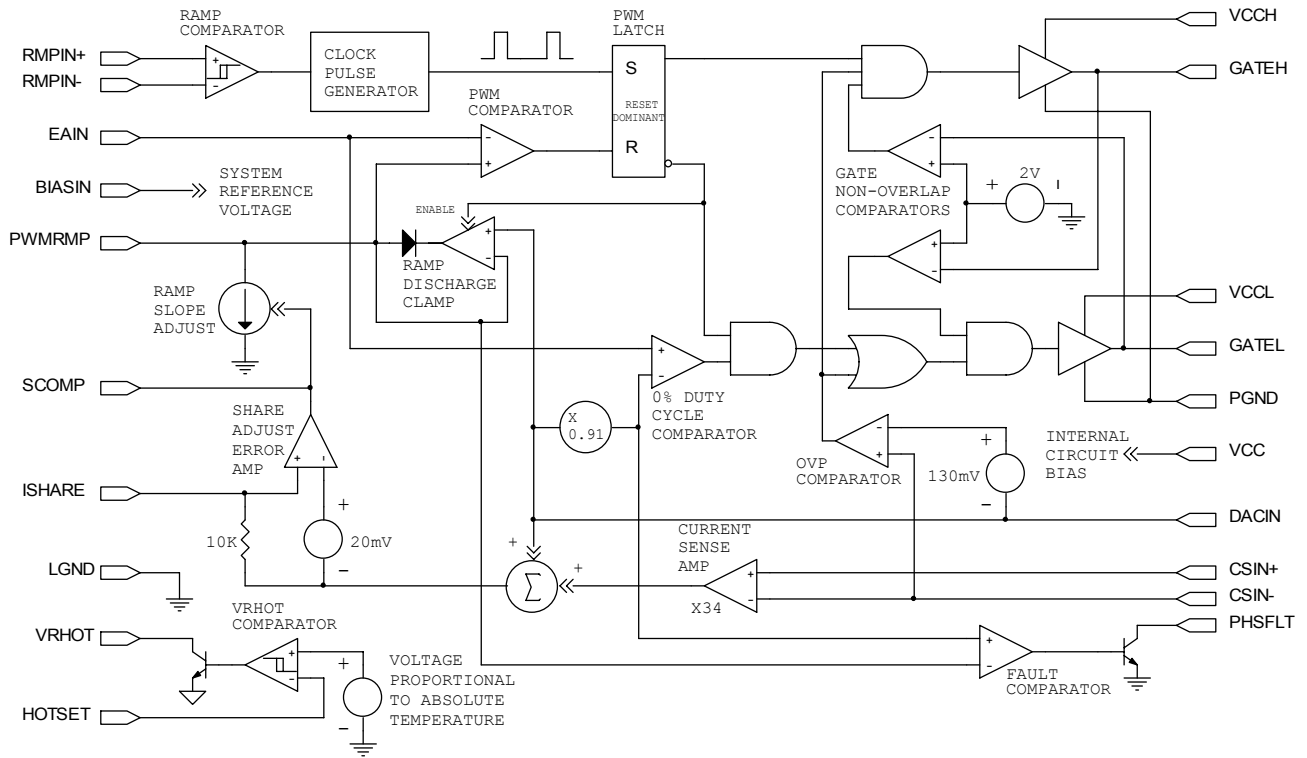 RAMP
COMPARATOR
PWM
LATCH
VCCH
RMPIN+
RMPIN-
+
-
CLOCK
PULSE
GENERATOR
S
RESET
DOMINANT
R
GATEH
PWM
COMPARATOR
EAIN
-
+
-
+
BIASIN
SYSTEM
REFERENCE
VOLTAGE
GATE
NON-OVERLAP
COMPARATORS
2V
+
-
ENABLE
PWMRMP
+
-
RAMP
DISCHARGE
CLAMP
+
-
RAMP
SLOPE
ADJUST
VCCL
GATEL
SCOMP
+
-
0% DUTY
CYCLE
COMPARATOR
PGND
SHARE
ADJUST
ERROR
AMP
+
-
X
0.91
-
+
OVP
COMPARATOR
130mV
+
-
INTERNAL
CIRCUIT
BIAS
VCC
ISHARE
10K
+
20mV
-
DACIN
CURRENT
SENSE
AMP
+
Σ
+
X34
+
-
LGND
CSIN+
CSIN-
VRHOT
VRHOT
COMPARATOR
+
-
+
-
VOLTAGE
PROPORTIONAL
TO ABSOLUTE
TEMPERATURE
+
-
FAULT
COMPARATOR
PHSFLT
HOTSET